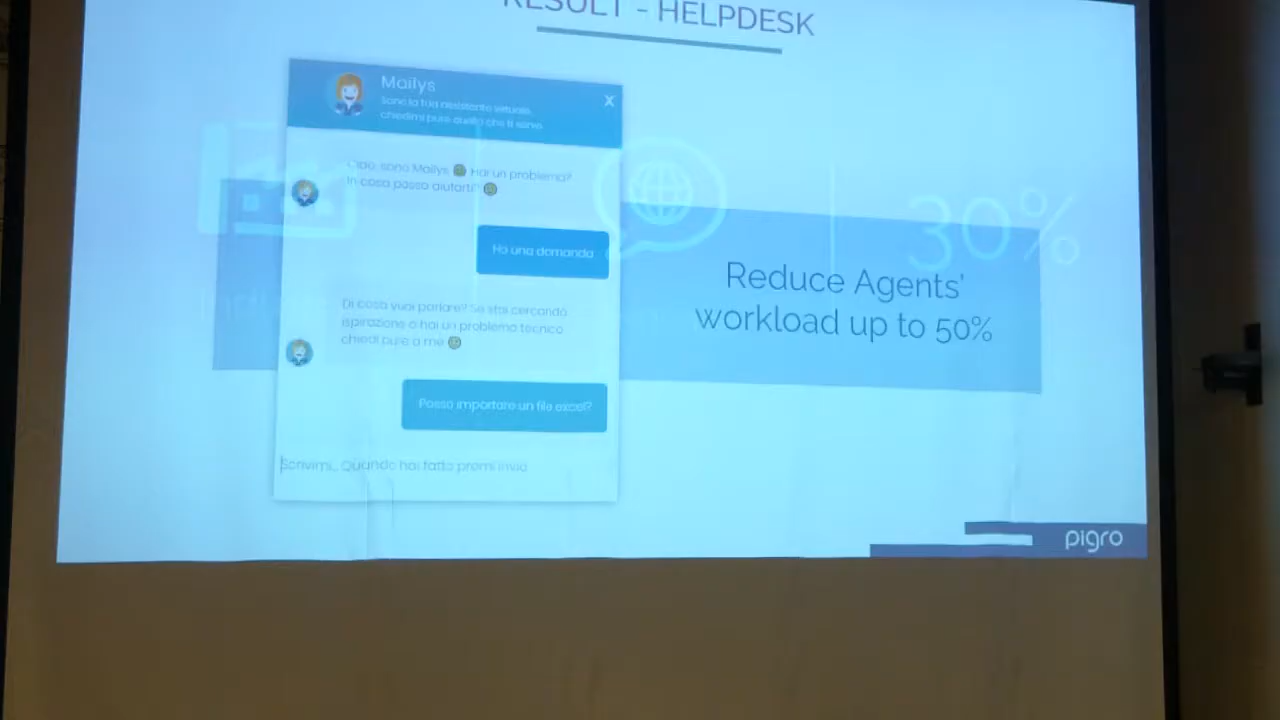 RESULT - HELPDESK
Mailys
Sono la tua assistente virtuale,
chiedimi pure quello che ti serve.
X
Ciao, sono Mailys Hai un problema?
In cosa posso aiutarti?
Ho una domanda
30%
Reduce Agents'
workload up to 50%
Di cosa vuoi parlare? Se stai cercando
ispirazione o hai un problema tecnico
chiedi pure a me
Posso importare un file excel?
Scrivimi... Quando hai fatto premi invio
pigro